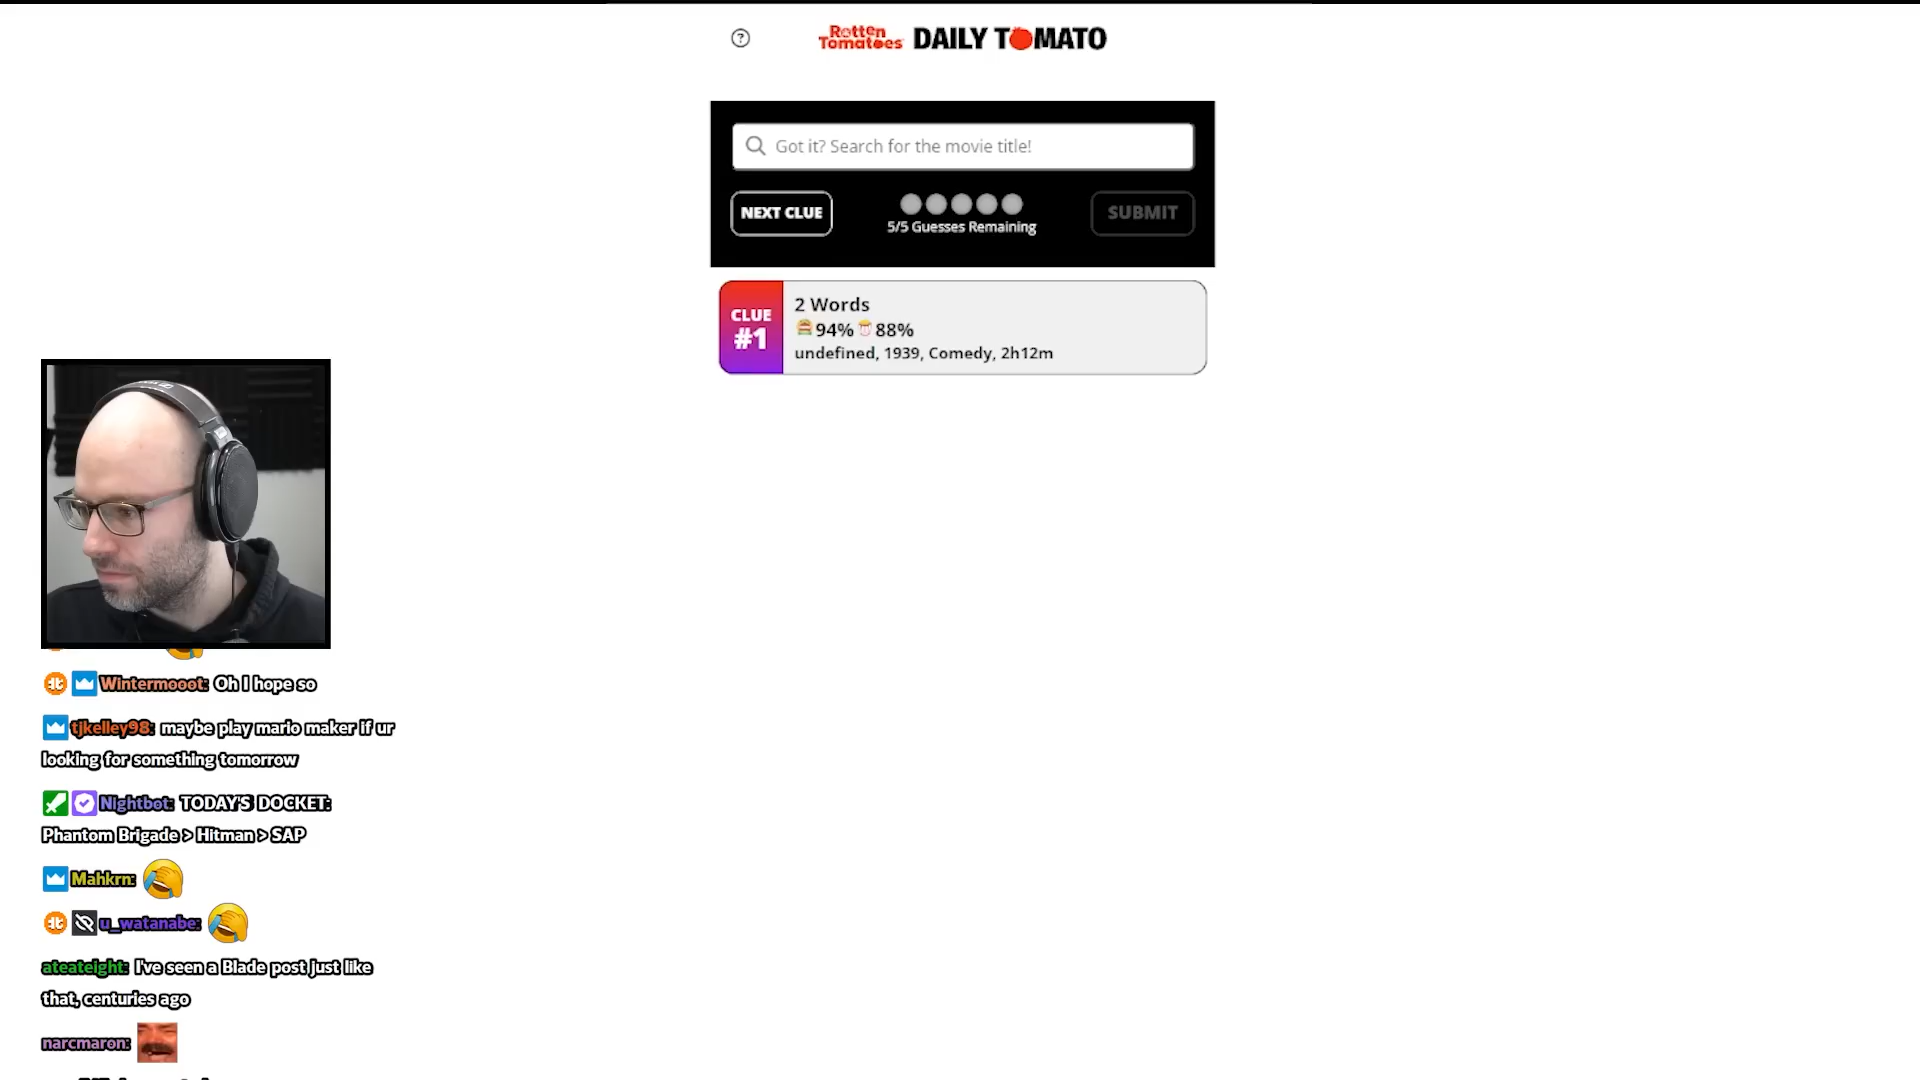 ?
Rotten
Tomatoes
DAILY TOMATO
Got it? Search for the movie title!
NEXT CLUE
5/5 Guesses Remaining
SUBMIT
CLUE
#1
2 Words
94% 88%
undefined, 1939, Comedy, 2h12m
Wintermooot: Oh I hope so
tjkelley98: maybe play mario maker if ur
looking for something tomorrow
Nightbot: TODAY'S DOCKET:
Phantom Brigade > Hitman > SAP
Mahkrn:
u_watanabe:
ateateight: I've seen a Blade post just like
that, centuries ago
narcmaron: